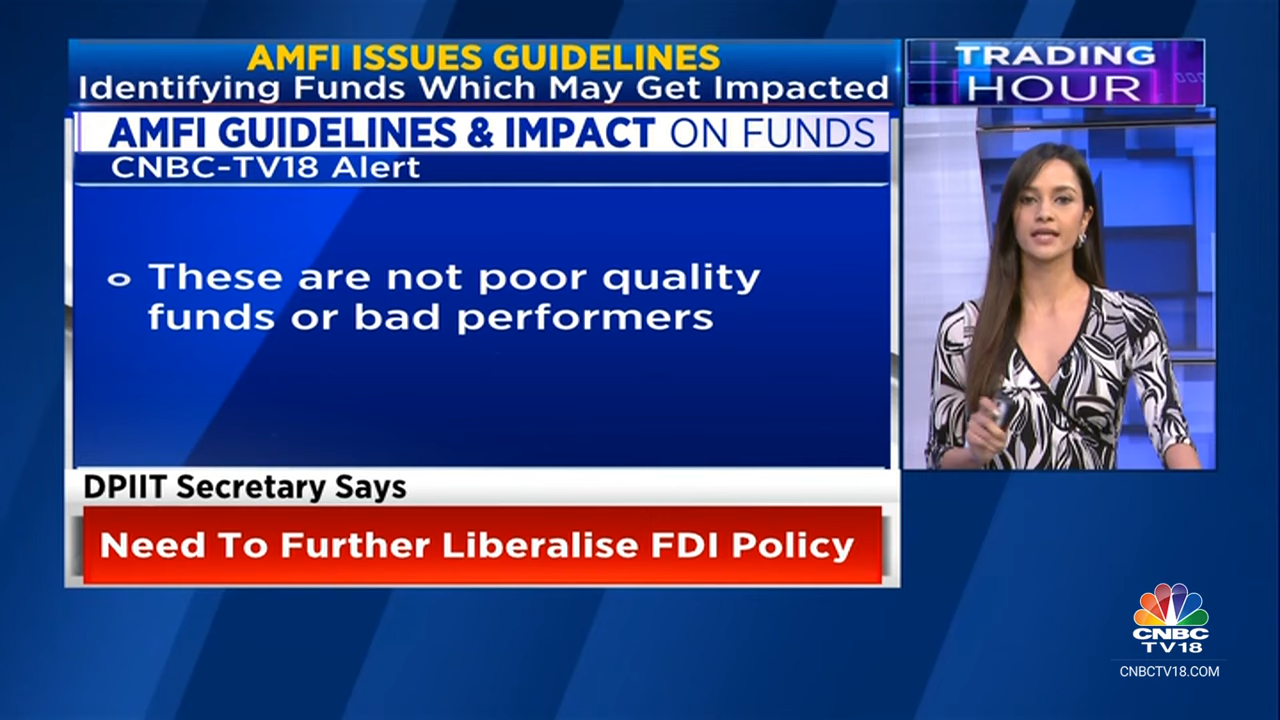 AMFI ISSUES GUIDELINES
Identifying Funds Which May Get Impacted
TRADING
HOUR
AMFI GUIDELINES & IMPACT ON FUNDS
CNBC-TV18 Alert
These are not poor quality
funds or bad performers
DPIIT Secretary Says
Need To Further Liberalise FDI Policy
CNBC
TV18
CNBCTV18.COM